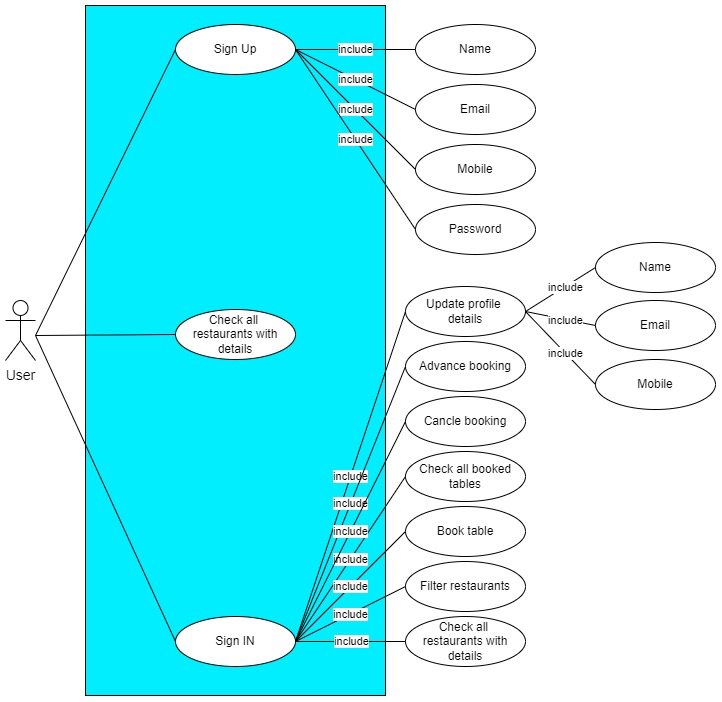 Sign Up
include
Name
include
Email
include
Mobile
include
Password
User
Check all
restaurants with
details
Update profile
details
include
Name
include
Email
include
Mobile
Advance booking
Cancle booking
Check all booked
tables
Book table
Filter restaurants
Check all
restaurants with
details
include
include
include
include
include
include
include
Sign IN